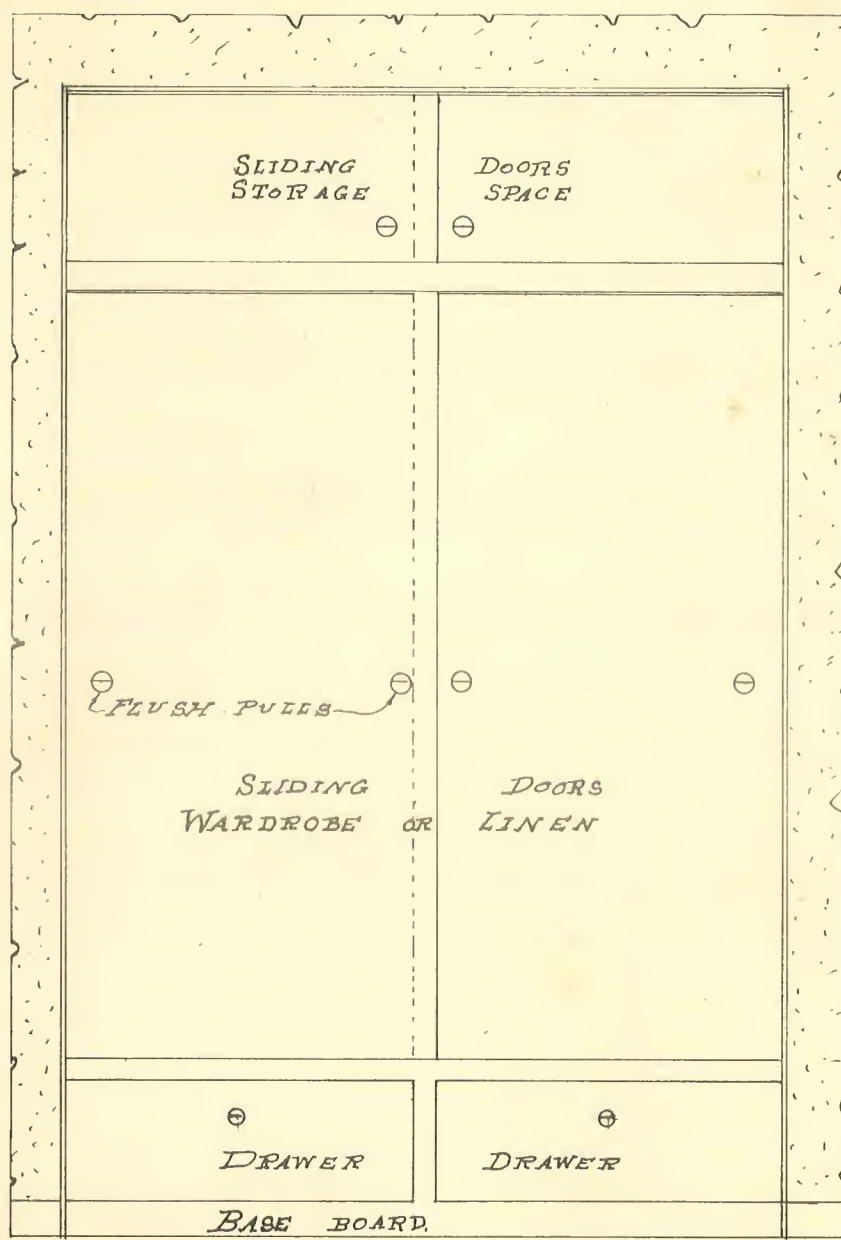 SLIDING DOORS
STORAGE SPACE
FLUSH PULLS
SLIDING DOORS
WARDROBE OR LINEN
DRAWER DRAWER
BASE BOARD.